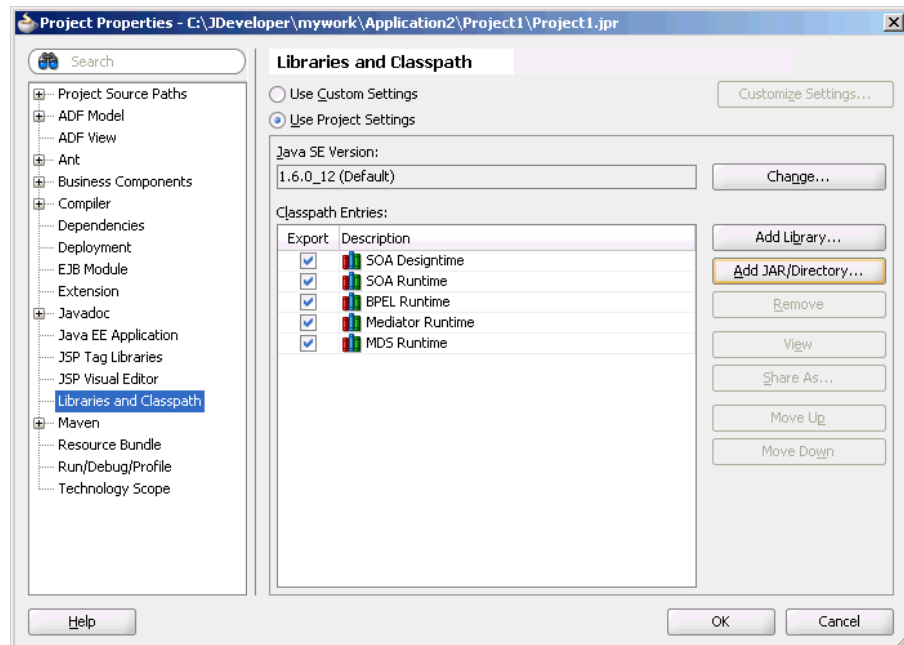 Project Properties - C:\JDeveloper\mywork\Application2\Project1\Project1.jpr
Search
Project Source Paths
ADF Model
ADF View
Ant
Business Components
Compiler
Dependencies
Deployment
EJB Module
Extension
Javadoc
Java EE Application
JSP Tag Libraries
JSP Visual Editor
Libraries and Classpath
Maven
Resource Bundle
Run/Debug/Profile
Technology Scope
Libraries and Classpath
Use Custom Settings
Customize Settings...
Use Project Settings
Java SE Version:
1.6.0_12 (Default)
Change...
Classpath Entries:
Export Description
SOA Designtime
SOA Runtime
BPEL Runtime
Mediator Runtime
MDS Runtime
Add Library...
Add JAR/Directory...
Remove
View
Share As...
Move Up
Move Down
Help
OK
Cancel